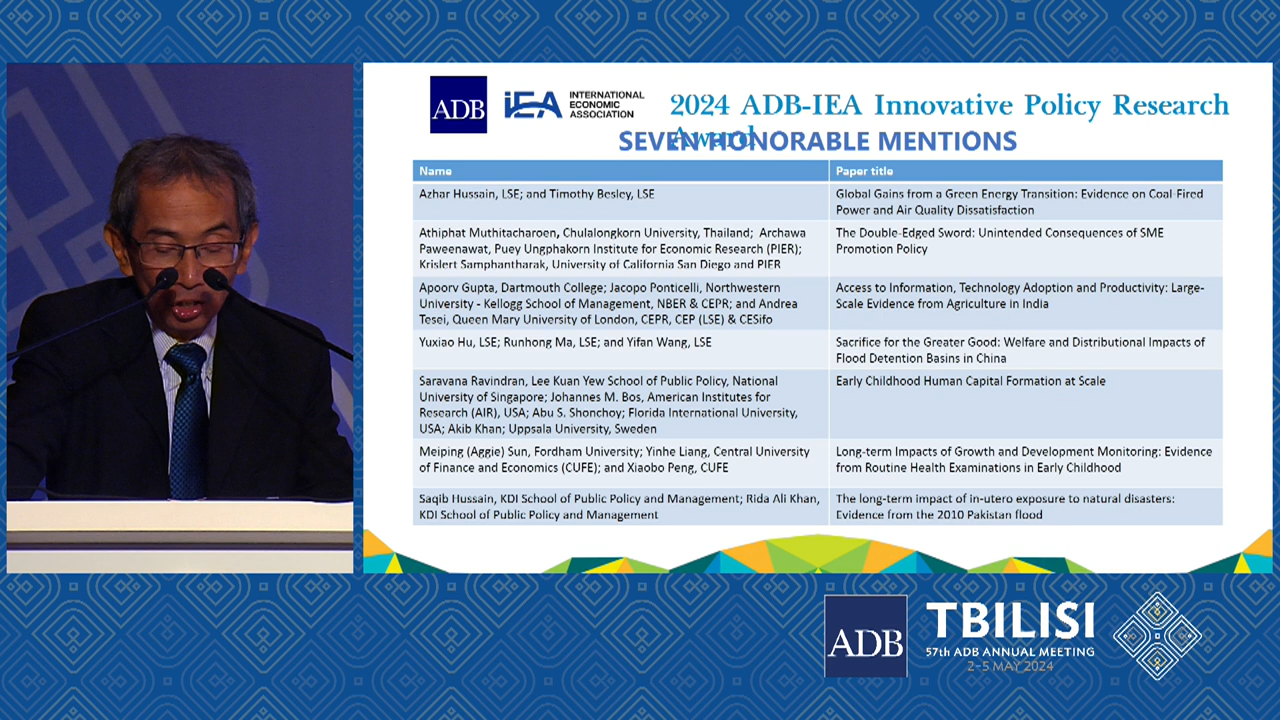 ADB
iEA
INTERNATIONAL
ECONOMIC
ASSOCIATION
2024 ADB-IEA Innovative Policy Research
Award
SEVEN HONORABLE MENTIONS
Name
Paper title
Azhar Hussain, LSE; and Timothy Besley, LSE
Global Gains from a Green Energy Transition: Evidence on Coal-Fired
Power and Air Quality Dissatisfaction
Athiphat Muthitacharoen, Chulalongkorn University, Thailand; Archawa
Paweenawat, Puey Ungphakorn Institute for Economic Research (PIER);
Krislert Samphantharak, University of California San Diego and PIER
The Double-Edged Sword: Unintended Consequences of SME
Promotion Policy
Apoorv Gupta, Dartmouth College; Jacopo Ponticelli, Northwestern
University - Kellogg School of Management, NBER & CEPR; and Andrea
Tesei, Queen Mary University of London, CEPR, CEP (LSE) & CESifo
Access to Information, Technology Adoption and Productivity: Large-
Scale Evidence from Agriculture in India
Yuxiao Hu, LSE; Runhong Ma, LSE; and Yifan Wang, LSE
Sacrifice for the Greater Good: Welfare and Distributional Impacts of
Flood Detention Basins in China
Saravana Ravindran, Lee Kuan Yew School of Public Policy, National
University of Singapore; Johannes M. Bos, American Institutes for
Research (AIR), USA; Abu S. Shonchoy; Florida International University,
USA; Akib Khan; Uppsala University, Sweden
Early Childhood Human Capital Formation at Scale
Meiping (Aggie) Sun, Fordham University; Yinhe Liang, Central University
of Finance and Economics (CUFE); and Xiaobo Peng, CUFE
Long-term Impacts of Growth and Development Monitoring: Evidence
from Routine Health Examinations in Early Childhood
Saqib Hussain, KDI School of Public Policy and Management; Rida Ali Khan,
KDI School of Public Policy and Management
The long-term impact of in-utero exposure to natural disasters:
Evidence from the 2010 Pakistan flood
ADB
TBILISI
57th ADB ANNUAL MEETING
2-5 MAY 2024